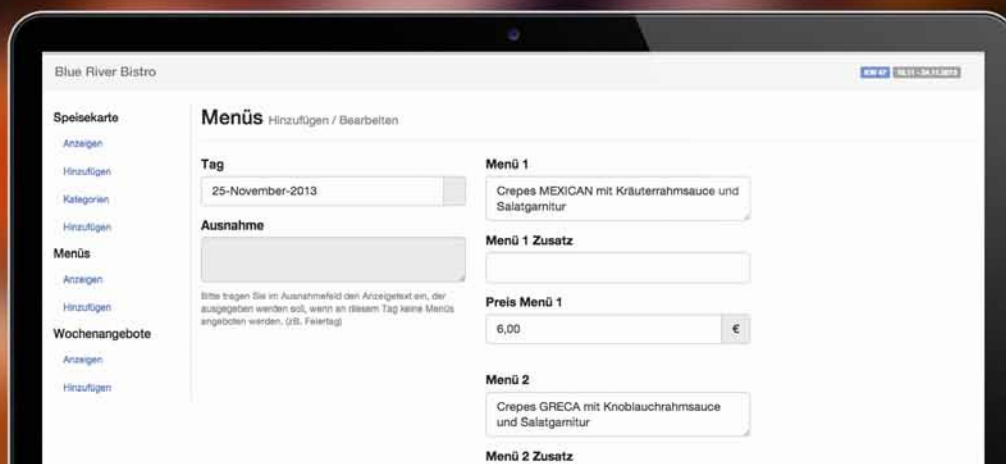 Blue River Bistro
KW 47
Speisekarte
Anzeigen
Hinzufügen
Kategorien
Hinzufügen
Menüs
Anzeigen
Hinzufügen
Wochenangebote
Anzeigen
Hinzufügen
Menüs Hinzufügen / Bearbeiten
Tag
25-November-2013
Ausnahme
Bitte tragen Sie im Ausnahmefeld den Anzeigetext ein, der
ausgegeben werden soll, wenn an diesem Tag keine Menüs
angeboten werden. (zB. Feiertag)
Menü 1
Crepes MEXICAN mit Kräuterrahmsauce und
Salatgarnitur
Menü 1 Zusatz
Preis Menü 1
6,00 €
Menü 2
Crepes GRECA mit Knoblauchrahmsauce
und Salatgarnitur
Menü 2 Zusatz